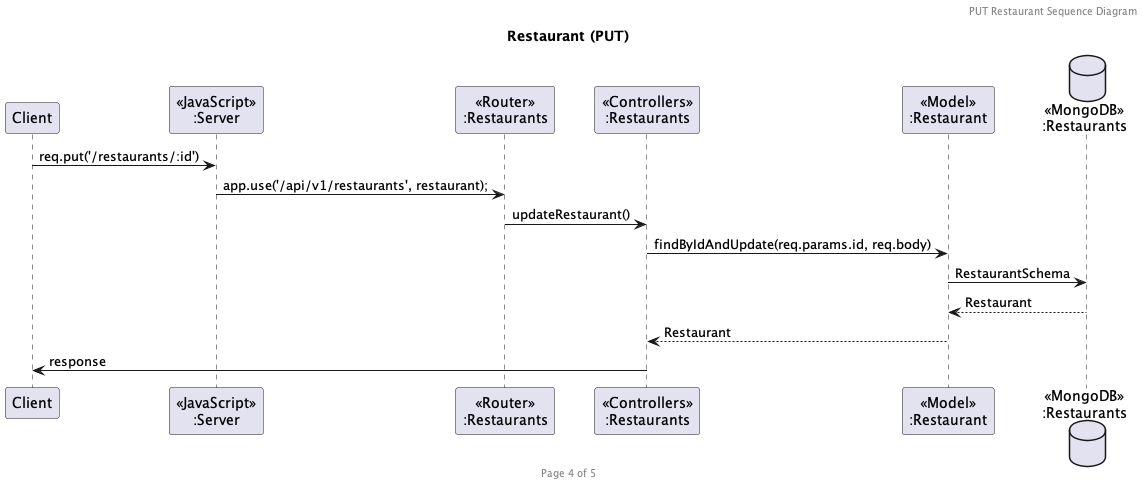 PUT Restaurant Sequence Diagram
Restaurant (PUT)
Client
«JavaScript»
:Server
«Router»
:Restaurants
«Controllers»
:Restaurants
«Model»
:Restaurant
«MongoDB»
:Restaurants
req.put('/restaurants/:id')
app.use('/api/v1/restaurants', restaurant);
updateRestaurant()
findByIdAndUpdate(req.params.id, req.body)
RestaurantSchema
Restaurant
Restaurant
response
Client
«JavaScript»
:Server
«Router»
:Restaurants
«Controllers»
:Restaurants
«Model»
:Restaurant
«MongoDB»
:Restaurants
Page 4 of 5